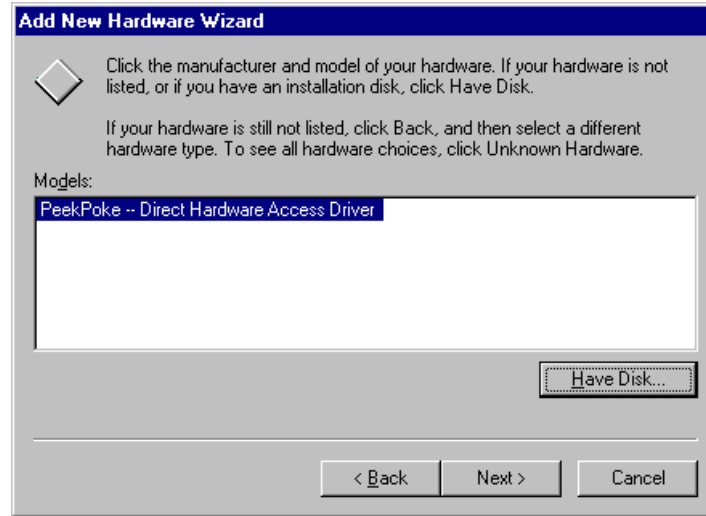 Add New Hardware Wizard
Click the manufacturer and model of your hardware. If your hardware is not
listed, or if you have an installation disk, click Have Disk.
If your hardware is still not listed, click Back, and then select a different
hardware type. To see all hardware choices, click Unknown Hardware.
Models:
PeekPoke -- Direct Hardware Access Driver
Have Disk...
< Back
Next >
Cancel